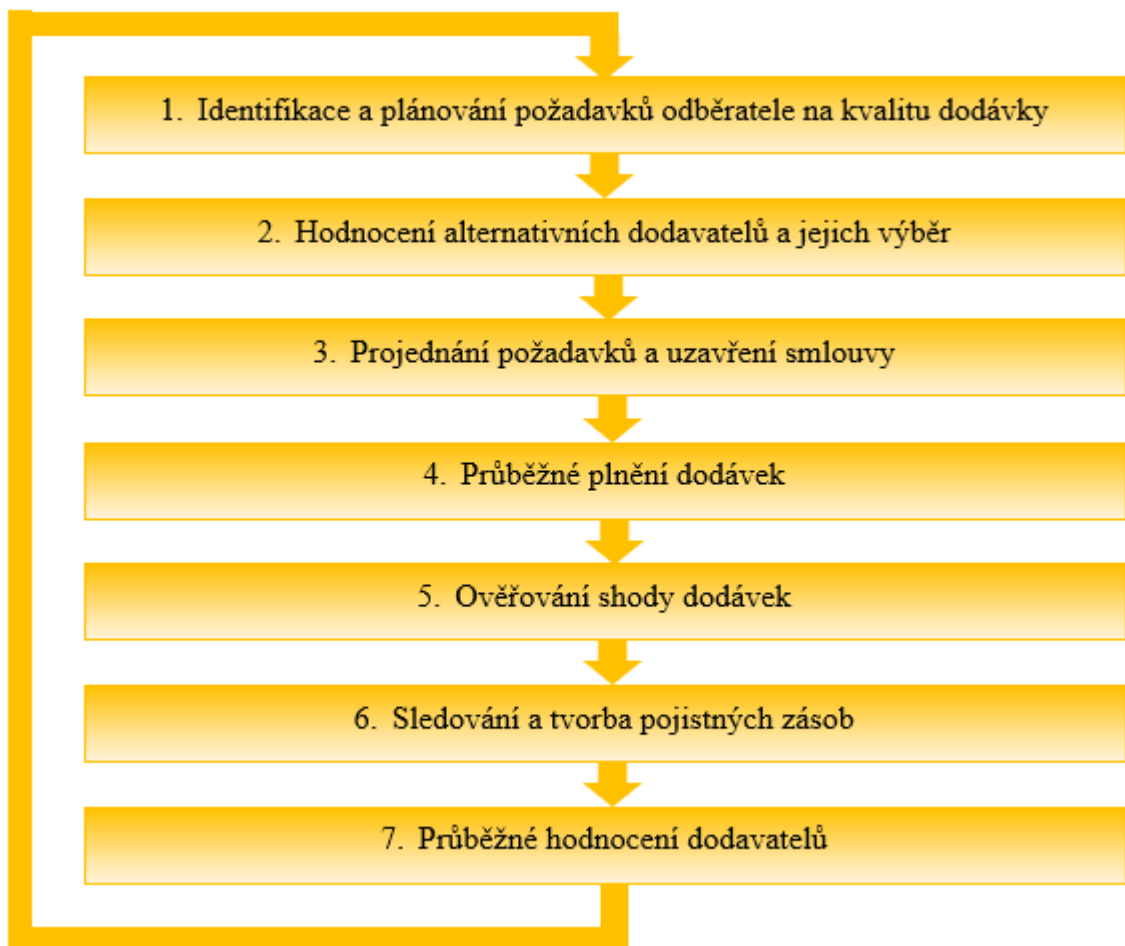 1. Identifikace a plánování požadavků odběratele na kvalitu dodávky
2. Hodnocení alternativních dodavatelů a jejich výběr
3. Projednání požadavků a uzavření smlouvy
4. Průběžné plnění dodávek
5. Ověřování shody dodávek
6. Sledování a tvorba pojistných zásob
7. Průběžné hodnocení dodavatelů